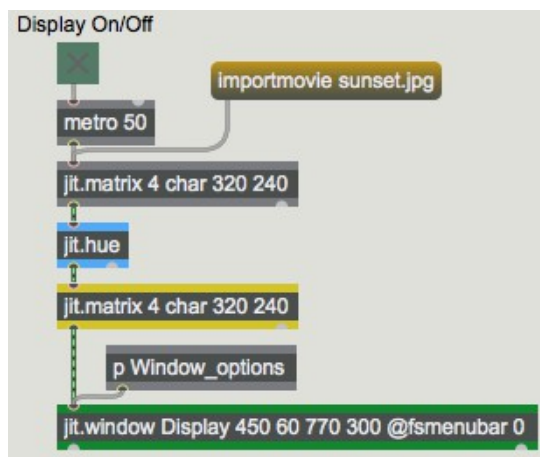 Display On/Off
importmovie sunset.jpg
metro 50
jit.matrix 4 char 320 240
jit.hue
jit.matrix 4 char 320 240
p Window_options
jit.window Display 450 60 770 300 @fsmenubar 0